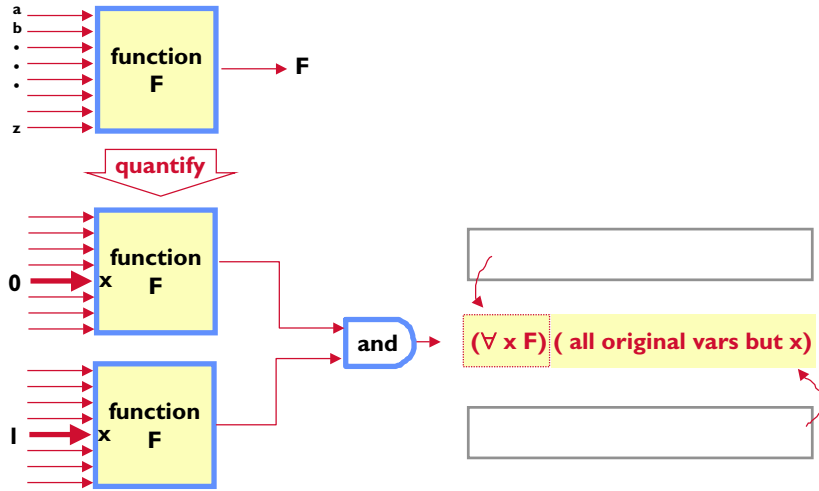 a
b
•
•
•
z
function
F
F
quantify
0
x
function
F
and
(∀ x F) ( all original vars but x)
1
x
function
F